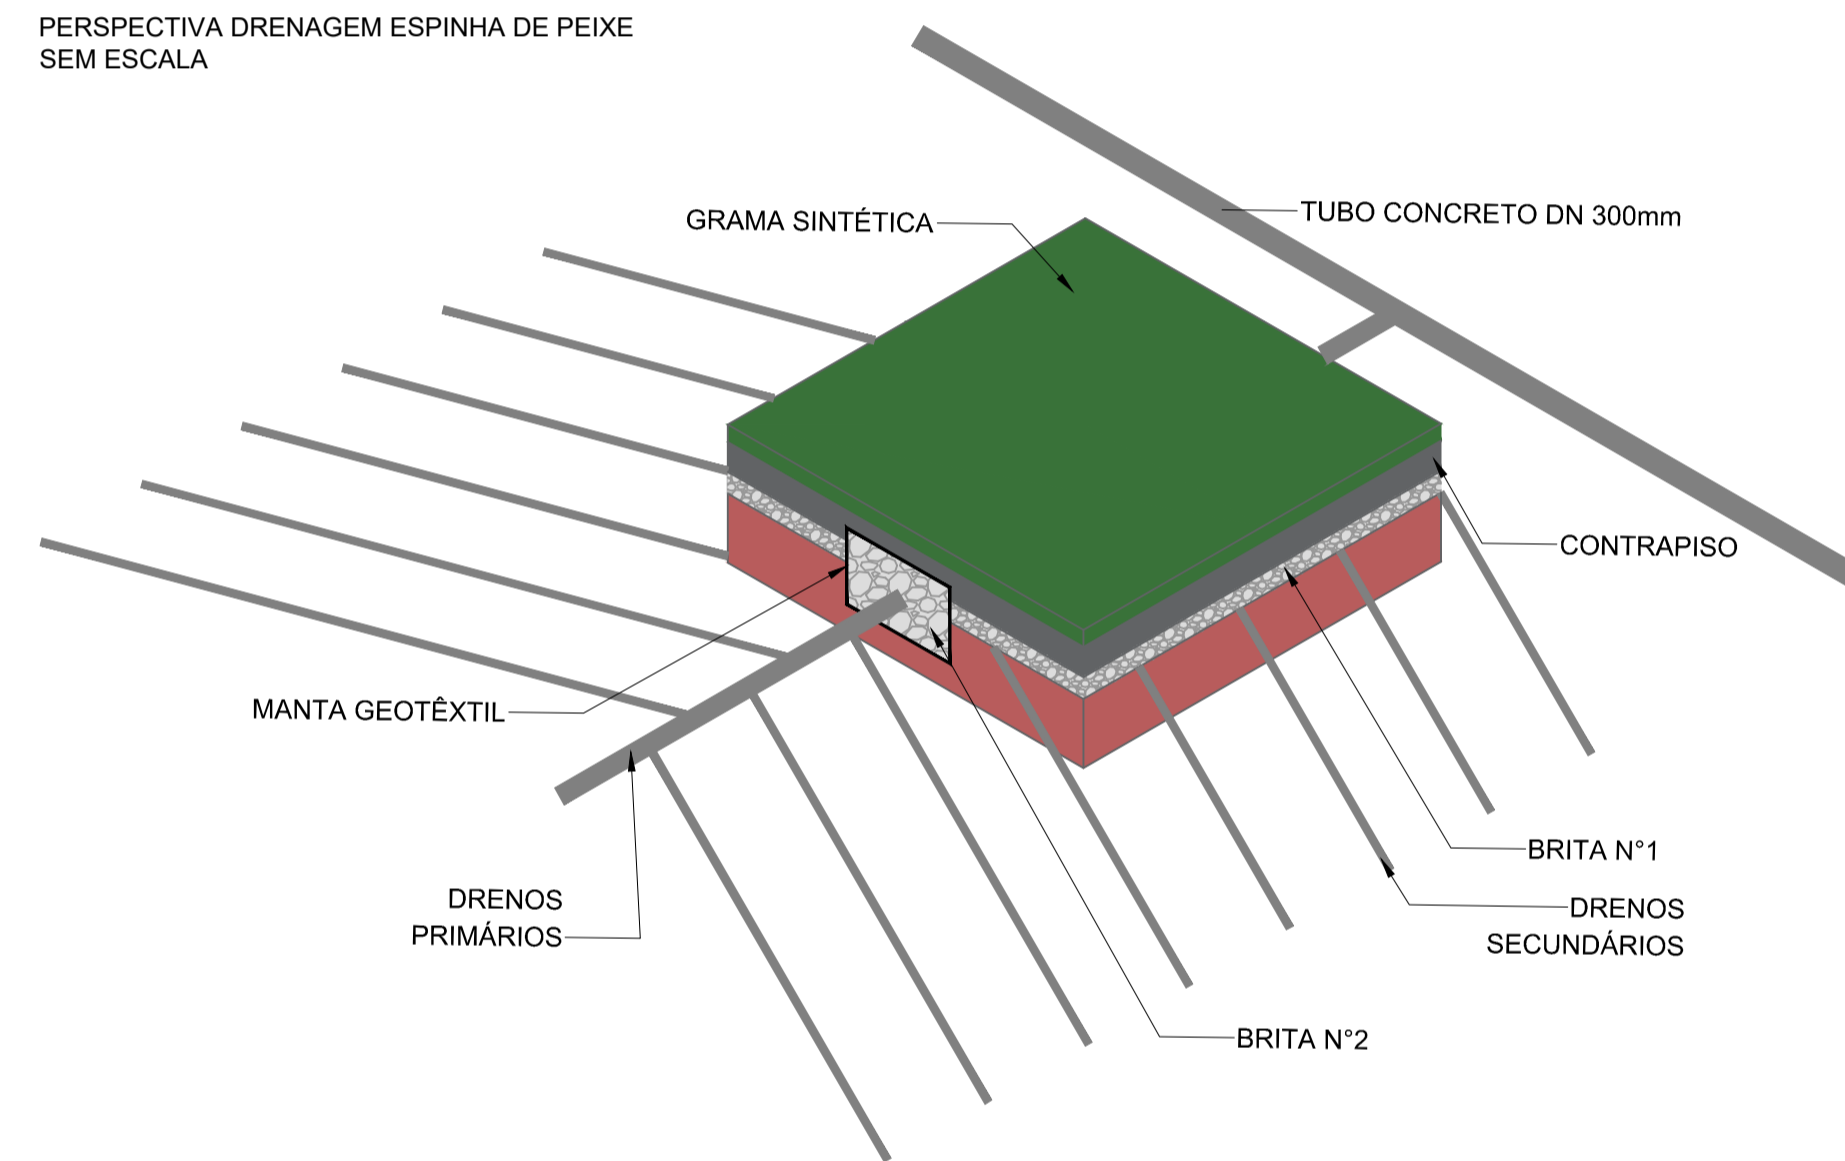 PERSPECTIVA DRENAGEM ESPINHA DE PEIXE
SEM ESCALA
GRAMA SINTÉTICA
TUBO CONCRETO DN 300mm
CONTRAPISO
MANTA GEOTÊXTIL
BRITA N°1
DRENOS
PRIMÁRIOS
DRENOS
SECUNDÁRIOS
BRITA N°2